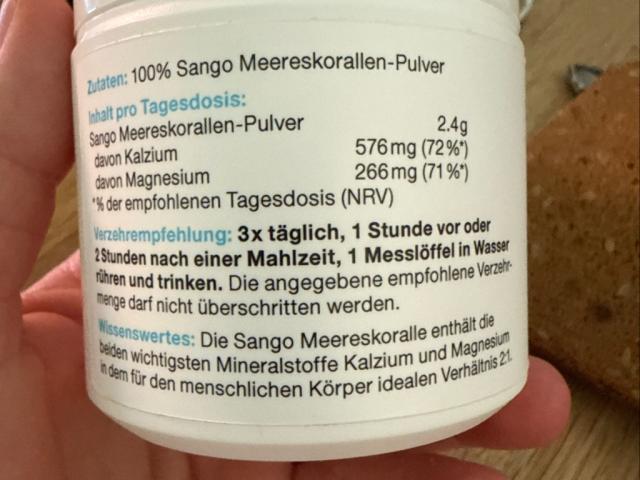 Zutaten: 100% Sango Meereskorallen-Pulver
Inhalt pro Tagesdosis:
Sango Meereskorallen-Pulver 2.4g
davon Kalzium 576mg (72%*)
davon Magnesium 266mg (71%*)
*% der empfohlenen Tagesdosis (NRV)
Verzehrempfehlung: 3x täglich, 1 Stunde vor oder
2 Stunden nach einer Mahlzeit, 1 Messlöffel in Wasser
rühren und trinken. Die angegebene empfohlene Verzehr-
menge darf nicht überschritten werden.
Wissenswertes: Die Sango Meereskoralle enthält die
beiden wichtigsten Mineralstoffe Kalzium und Magnesium
in dem für den menschlichen Körper idealen Verhältnis 2:1.